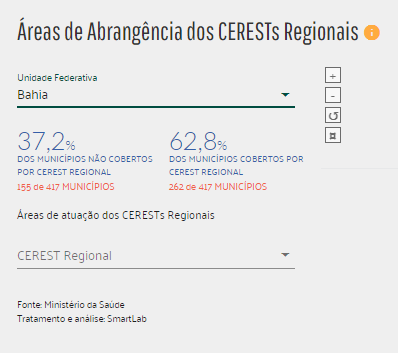 Áreas de Abrangência dos CERESTs Regionais i
Unidade Federativa
Bahia
+
-
37,2%
DOS MUNICÍPIOS NÃO COBERTOS
POR CEREST REGIONAL
155 de 417 MUNICÍPIOS
62,8%
DOS MUNICÍPIOS COBERTOS POR
CEREST REGIONAL
262 de 417 MUNICÍPIOS
Áreas de atuação dos CERESTs Regionais
CEREST Regional
Fonte: Ministério da Saúde
Tratamento e análise: SmartLab